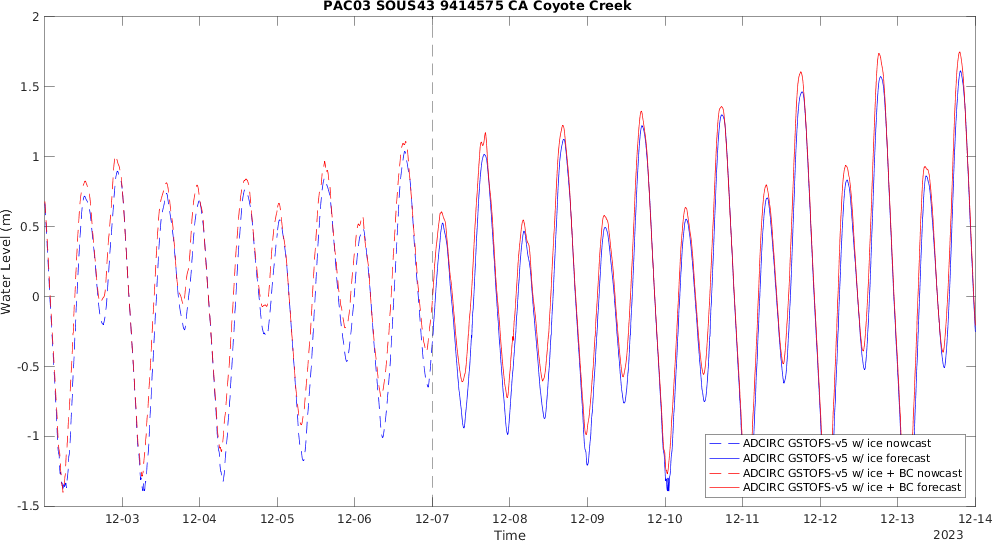 PAC03 SOUS43 9414575 CA Coyote Creek
Water Level (m)
2
1.5
1
0.5
0
-0.5
-1
-1.5
12-03 12-04 12-05 12-06 12-07 12-08 12-09 12-10 12-11 12-12 12-13 12-14
Time
2023
ADCIRC GSTOFS-v5 w/ ice nowcast
ADCIRC GSTOFS-v5 w/ ice forecast
ADCIRC GSTOFS-v5 w/ ice + BC nowcast
ADCIRC GSTOFS-v5 w/ ice + BC forecast